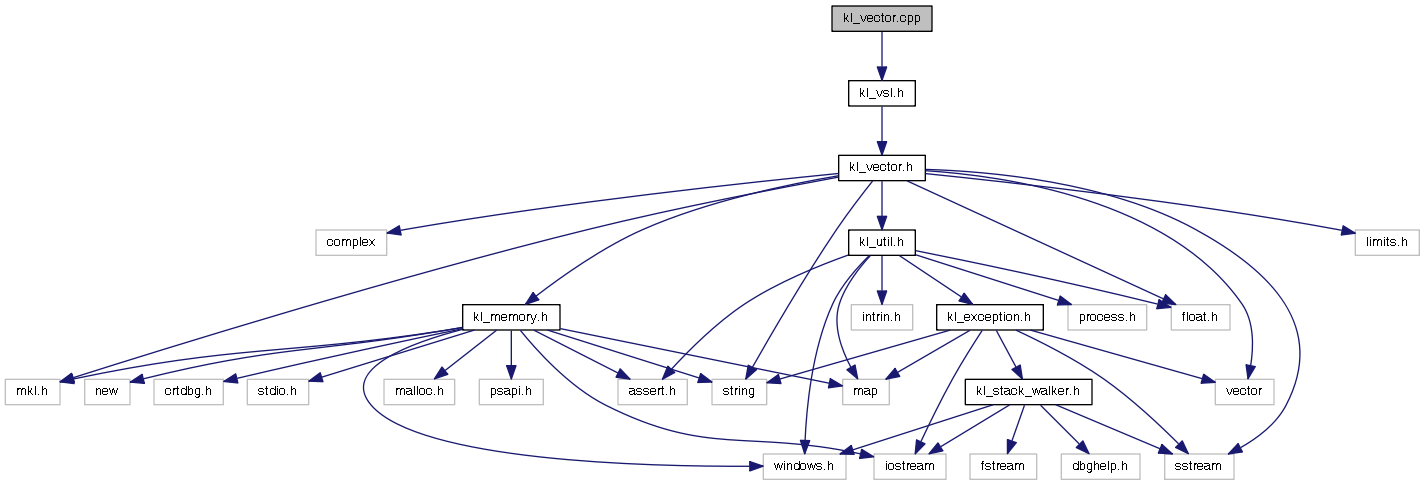 kl_vector.cpp
kl_vsl.h
kl_vector.h
complex
kl_util.h
limits.h
kl_memory.h
intrin.h
kl_exception.h
process.h
float.h
mkl.h
new
crtdbg.h
stdio.h
malloc.h
psapi.h
assert.h
string
map
kl_stack_walker.h
vector
windows.h
iostream
fstream
dbghelp.h
sstream